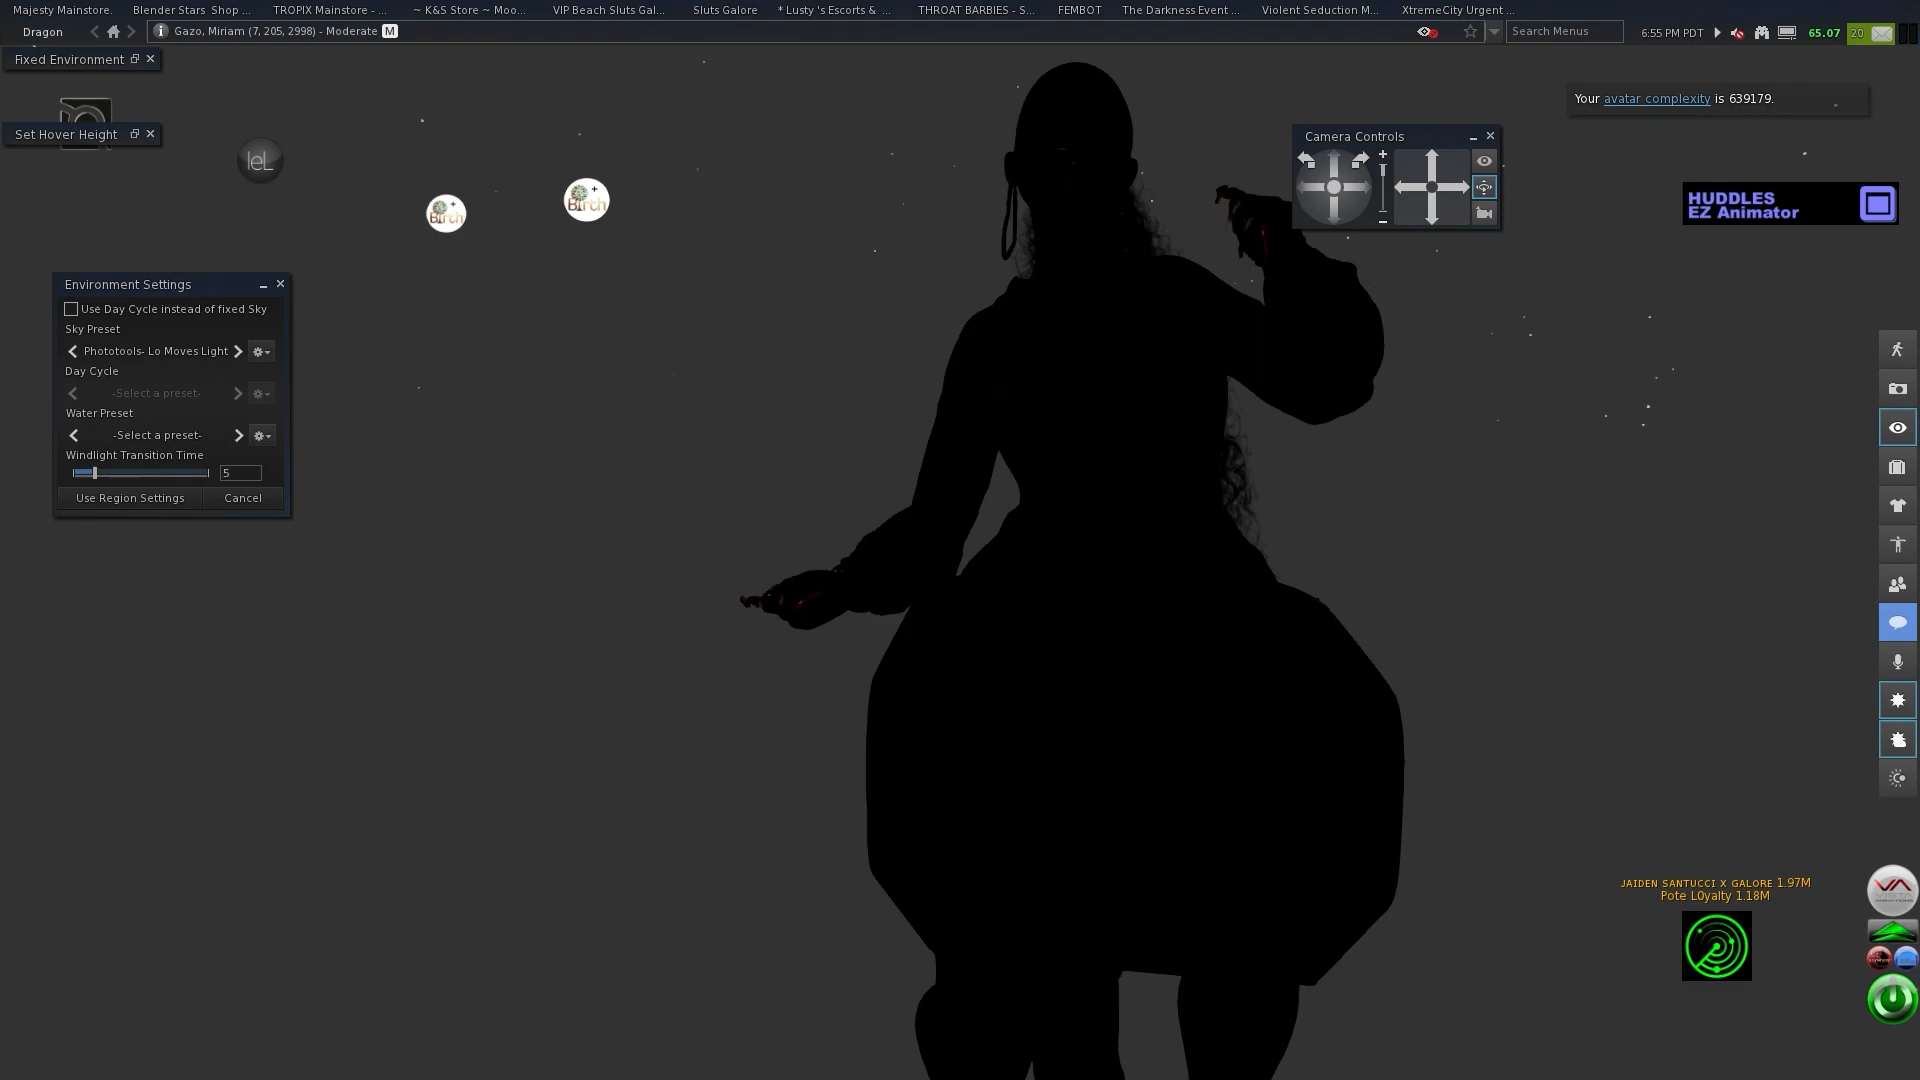 Majesty Mainstore.
Blender Stars Shop ...
TROPIX Mainstore - ...
~ K&S Store ~ Moo...
VIP Beach Sluts Gal...
Sluts Galore
* Lusty 's Escorts & ...
THROAT BARBIES - S...
FEMBOT
The Darkness Event ...
Violent Seduction M...
XtremeCity Urgent ...
Dragon
Gazo, Miriam (7, 205, 2998) - Moderate M
Search Menus
6:55 PM PDT
65.07
20
Fixed Environment
Your avatar complexity is 639179.
Set Hover Height
Camera Controls
leL
Birth
Birth
HUDDLES
EZ Animator
Environment Settings
Use Day Cycle instead of fixed Sky
Sky Preset
Phototools- Lo Moves Light
Day Cycle
-Select a preset-
Water Preset
-Select a preset-
Windlight Transition Time
5
Use Region Settings
Cancel
JAIDEN SANTUCCI X GALORE 1.97M
Pote L0yalty 1.18M